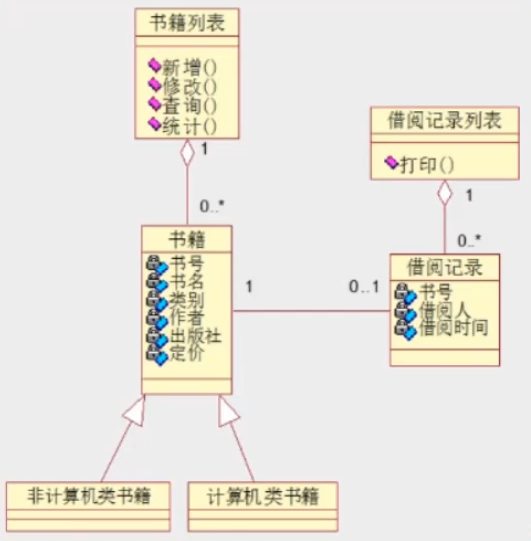 书籍列表
新增()
修改()
查询()
统计()
1
0..*
借阅记录列表
打印()
1
0..*
书籍
书号
书名
类别
作者
出版社
定价
1
0..1
借阅记录
书号
借阅人
借阅时间
非计算机类书籍
计算机类书籍